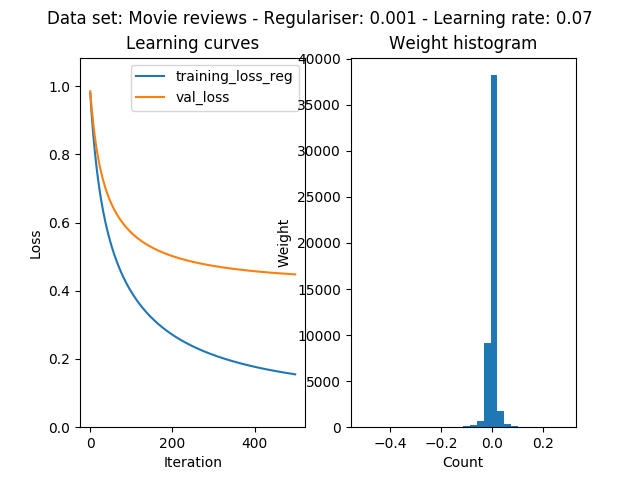 Data set: Movie reviews - Regulariser: 0.001 - Learning rate: 0.07
Learning curves
training_loss_reg
val_loss
1.0
0.8
0.6
0.4
0.2
0.0
Loss
0
200
400
Iteration
Weight histogram
40000
35000
30000
25000
20000
15000
10000
5000
0
Weight
−0.4
−0.2
0.0
0.2
Count